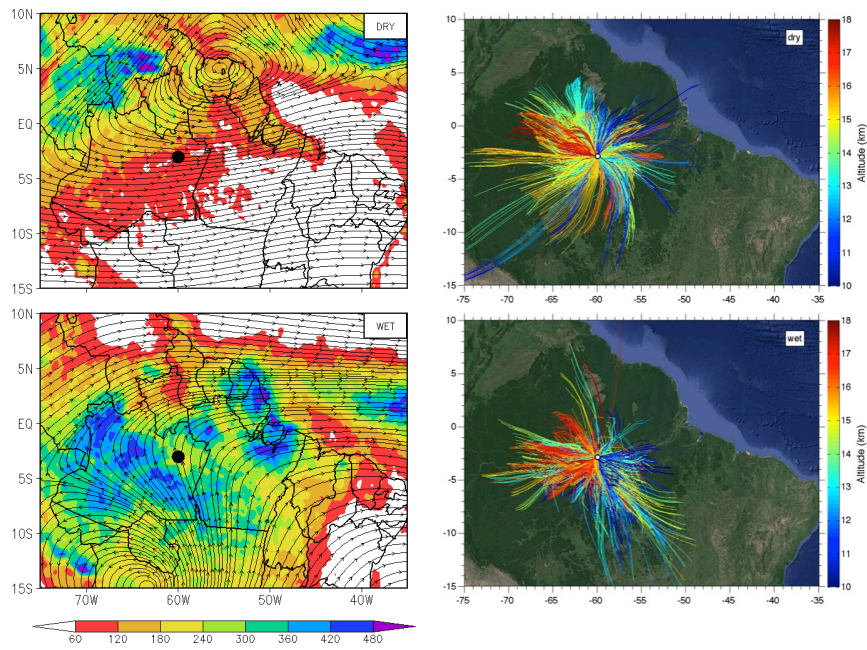 10N
5N
EQ
5S
10S
15S
DRY
10
5
0
-5
-10
-15
-75 -70 -65 -60 -55 -50 -45 -40 -35
dry
18
17
16
15
14
13
12
11
10
Altitude (km)
10N
5N
EQ
5S
10S
15S
70W 60W 50W 40W
WET
10
5
0
-5
-10
-15
-75 -70 -65 -60 -55 -50 -45 -40 -35
wet
18
17
16
15
14
13
12
11
10
Altitude (km)
60 120 180 240 300 360 420 480